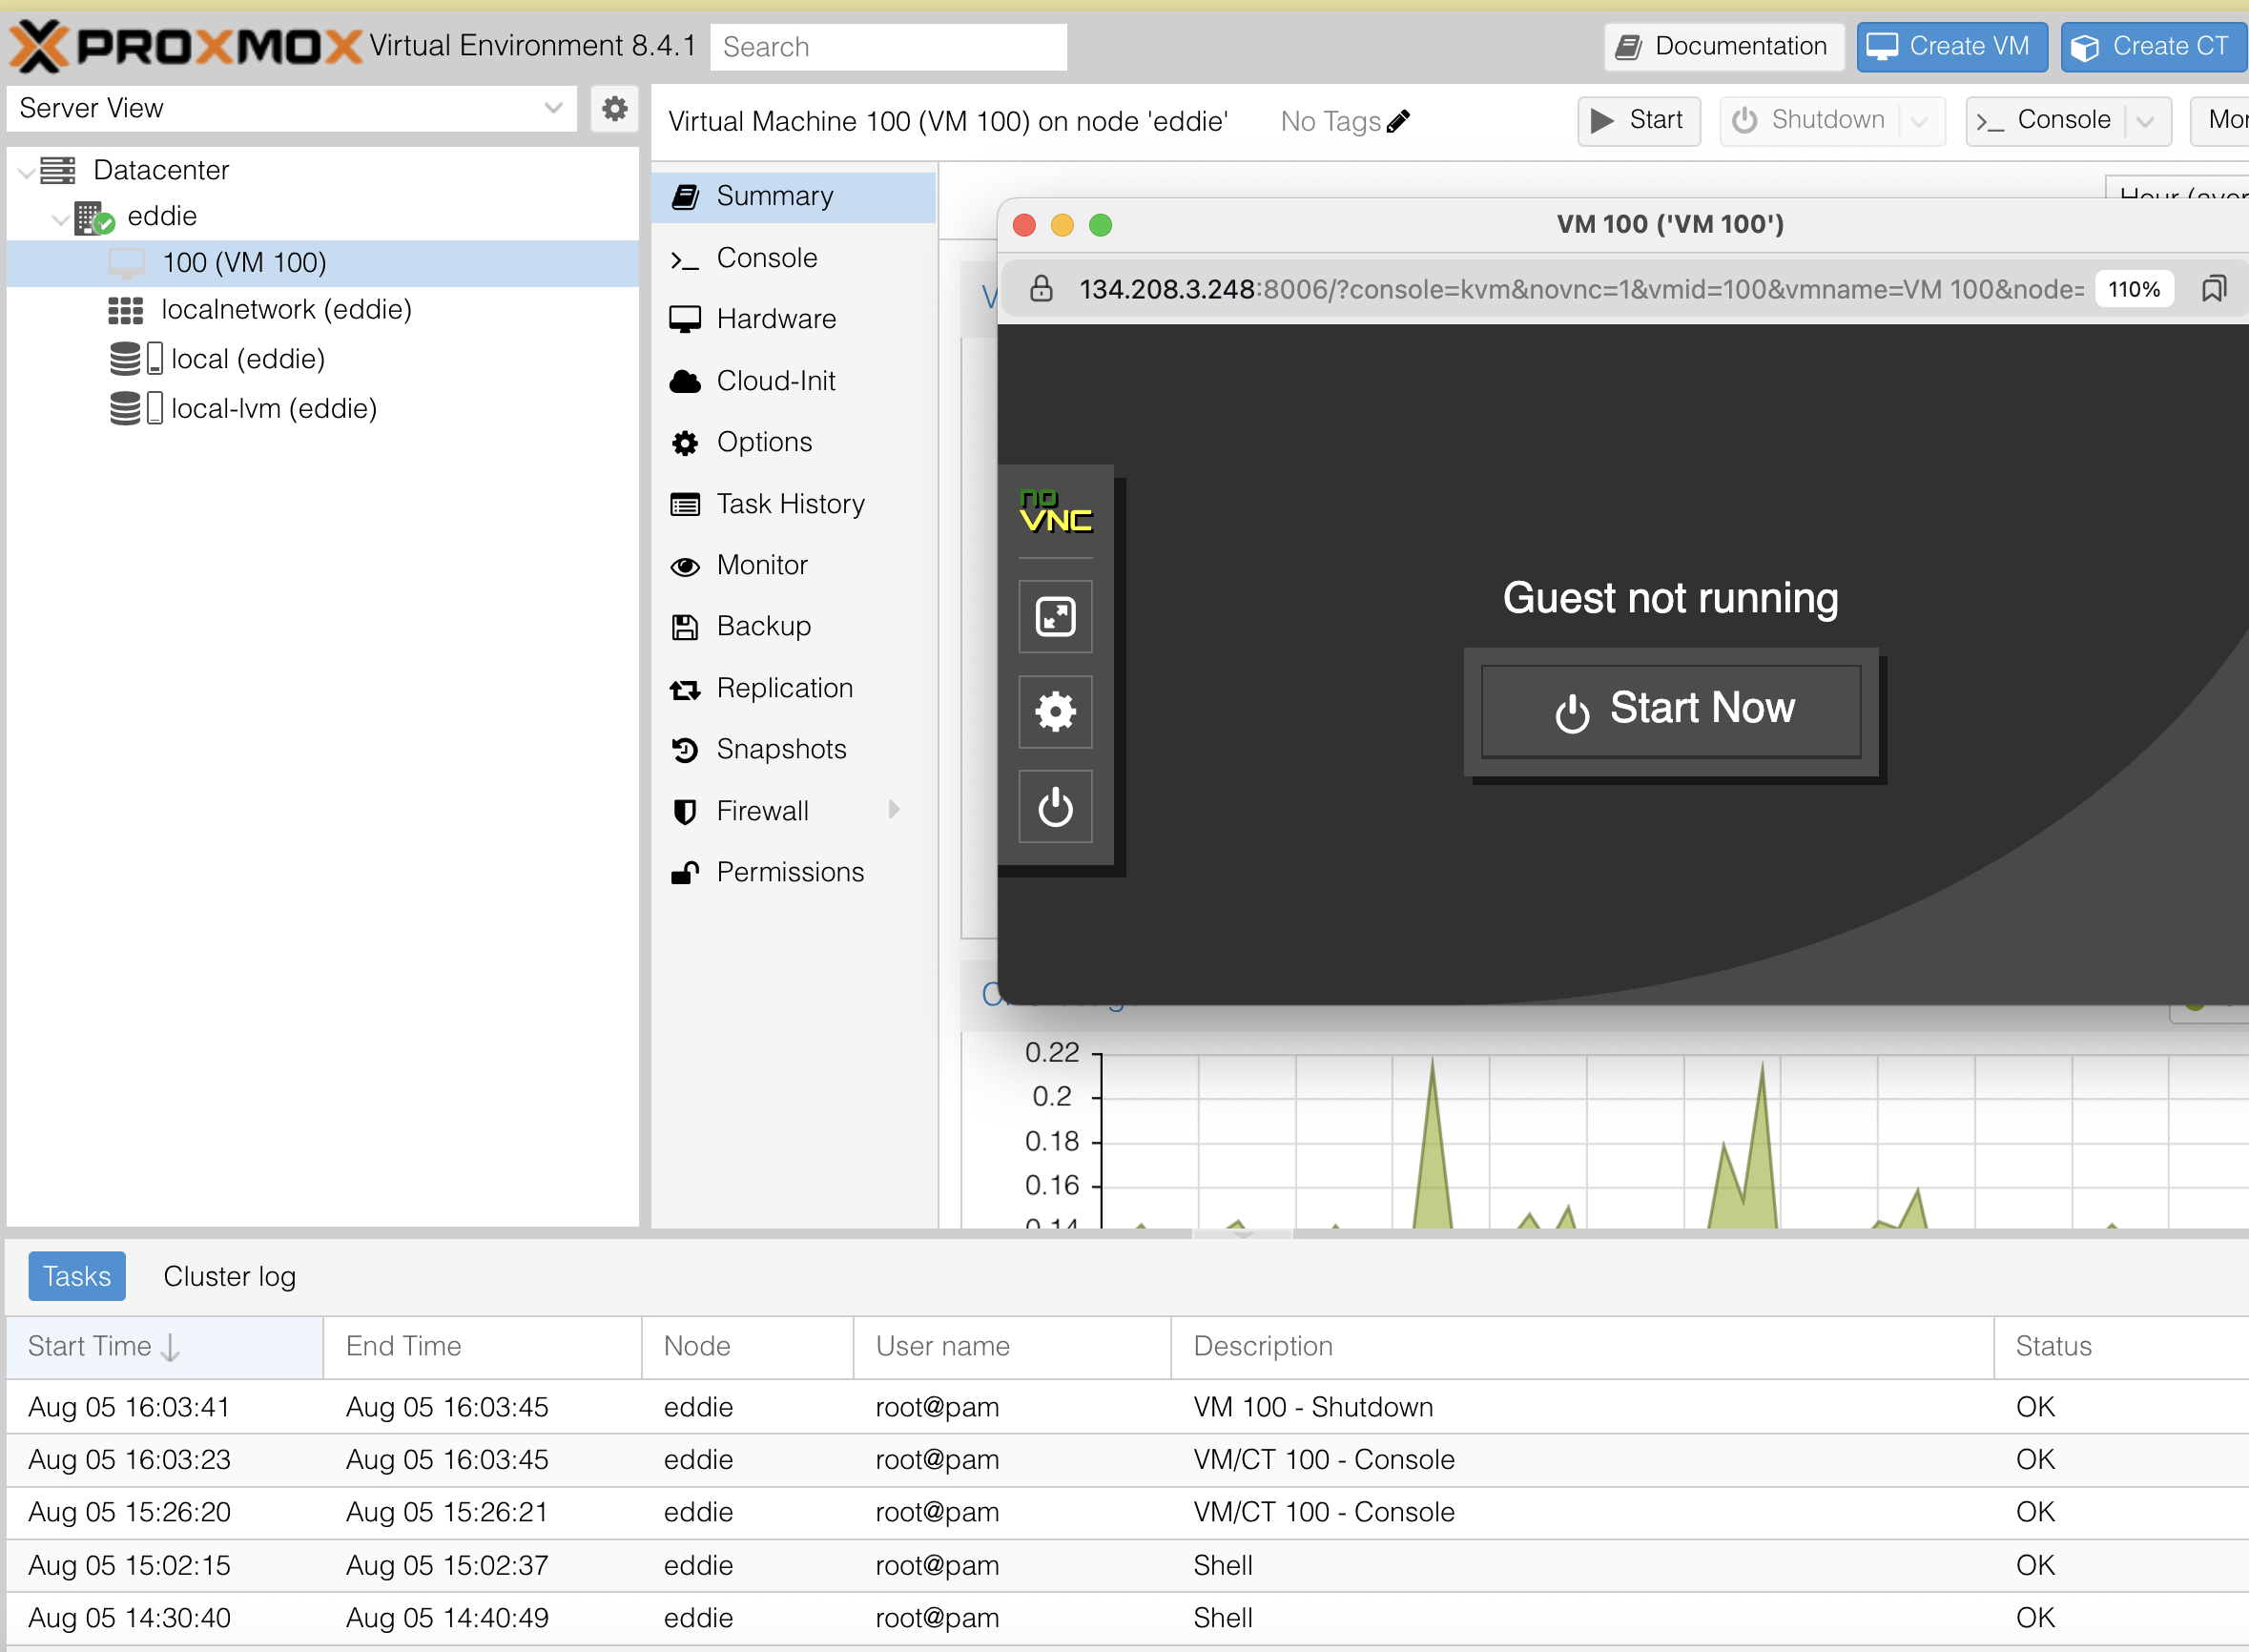 PROXMOX Virtual Environment 8.4.1 Search Documentation Create VM Create CT
Server View
Virtual Machine 100 (VM 100) on node 'eddie' No Tags Start Shutdown Console
Datacenter
eddie
100 (VM 100)
localnetwork (eddie)
local (eddie)
local-lvm (eddie)
Summary
Console
Hardware
Cloud-Init
Options
Task History
Monitor
Backup
Replication
Snapshots
Firewall
Permissions
VM 100 ('VM 100')
134.208.3.248:8006/?console=kvm&novnc=1&vmid=100&vmname=VM 100&node= 110%
no
VNC
Guest not running
Start Now
0.22
0.2
0.18
0.16
0.14
Tasks Cluster log
Start Time End Time Node User name Description Status
Aug 05 16:03:41 Aug 05 16:03:45 eddie root@pam VM 100 - Shutdown OK
Aug 05 16:03:23 Aug 05 16:03:45 eddie root@pam VM/CT 100 - Console OK
Aug 05 15:26:20 Aug 05 15:26:21 eddie root@pam VM/CT 100 - Console OK
Aug 05 15:02:15 Aug 05 15:02:37 eddie root@pam Shell OK
Aug 05 14:30:40 Aug 05 14:40:49 eddie root@pam Shell OK